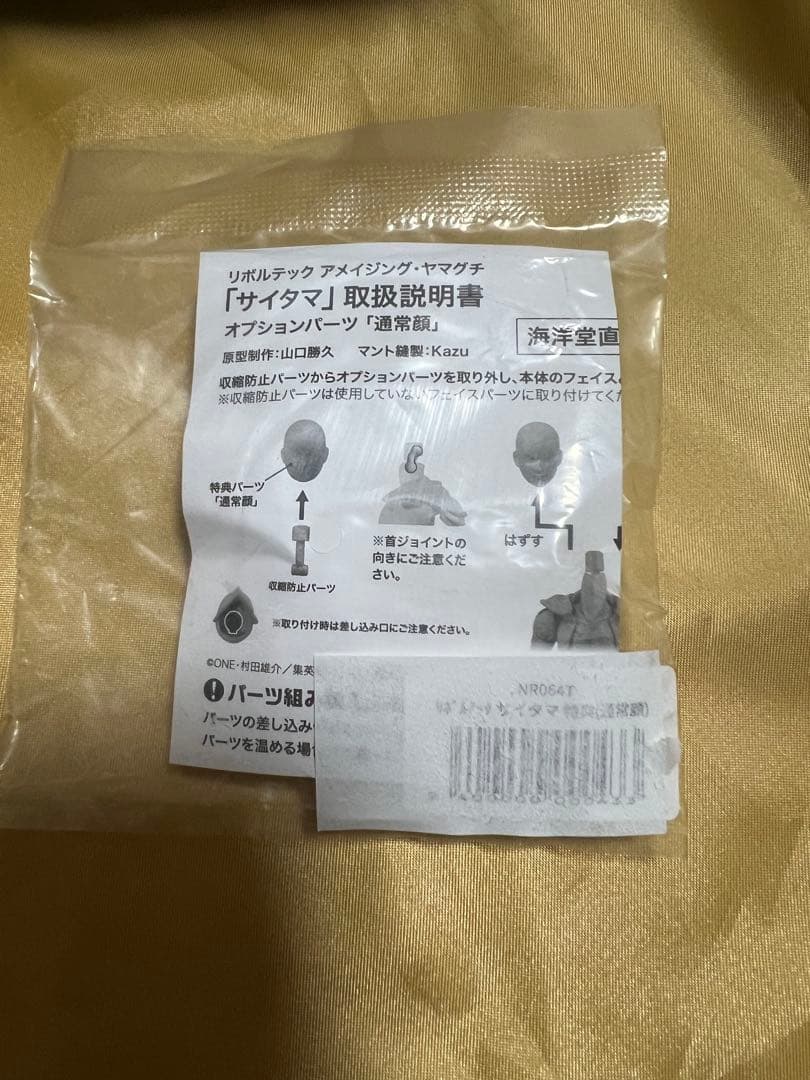 リボルテック アメイジング・ヤマグチ
「サイタマ」取扱説明書
オプションパーツ「通常顔」
海洋堂直
原型制作：山口勝久 マント縫製：Kazu
収縮防止パーツからオプションパーツを取り外し、本体のフェイス
※収縮防止パーツは使用していないフェイスパーツに取り付けてくだ
特典パーツ
「通常顔」
収縮防止パーツ
※首ジョイントの
向きにご注意くだ
さい。
はずす
※取り付け時は差し込み口にご注意ください。
©ONE・村田雄介／集英
! パーツ組み
パーツの差し込み
パーツを温める場
NR064T
サイタマ 特典(通常顔)